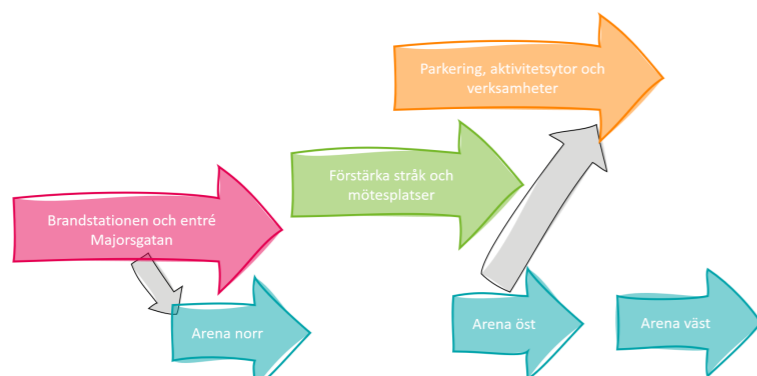 Parkering, aktivitetsytor och
verksamheter
Förstärka stråk och
mötesplatser
Brandstationen och entré
Majorsgatan
Arena norr
Arena öst
Arena väst